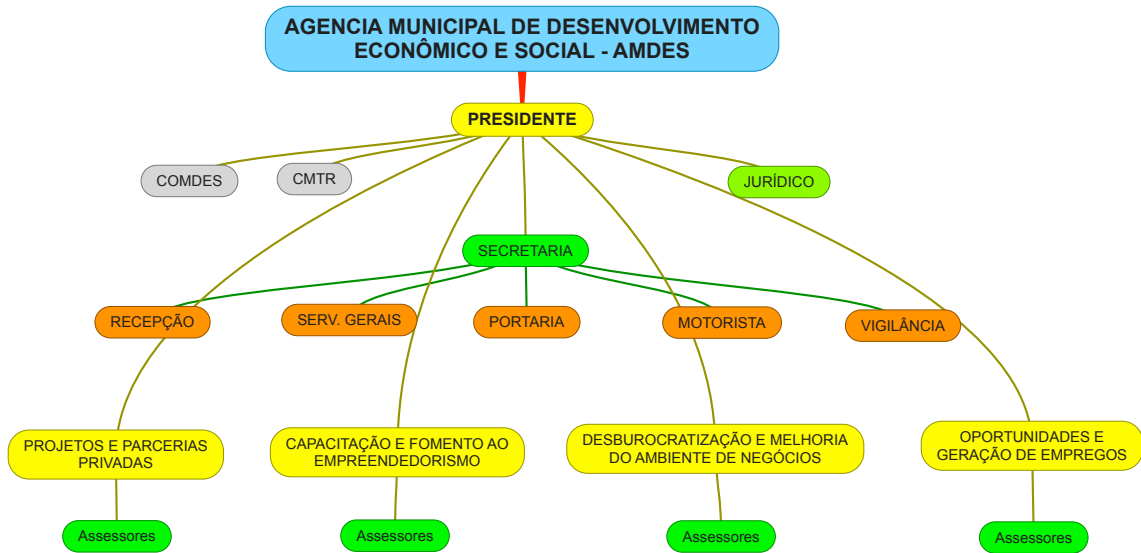 AGENCIA MUNICIPAL DE DESENVOLVIMENTO
ECONÔMICO E SOCIAL - AMDES
PRESIDENTE
COMDES
CMTR
JURÍDICO
SECRETARIA
RECEPÇÃO
SERV. GERAIS
PORTARIA
MOTORISTA
VIGILÂNCIA
PROJETOS E PARCERIAS
PRIVADAS
CAPACITAÇÃO E FOMENTO AO
EMPREENDEDORISMO
DESBUROCRATIZAÇÃO E MELHORIA
DO AMBIENTE DE NEGÓCIOS
OPORTUNIDADES E
GERAÇÃO DE EMPREGOS
Assessores
Assessores
Assessores
Assessores